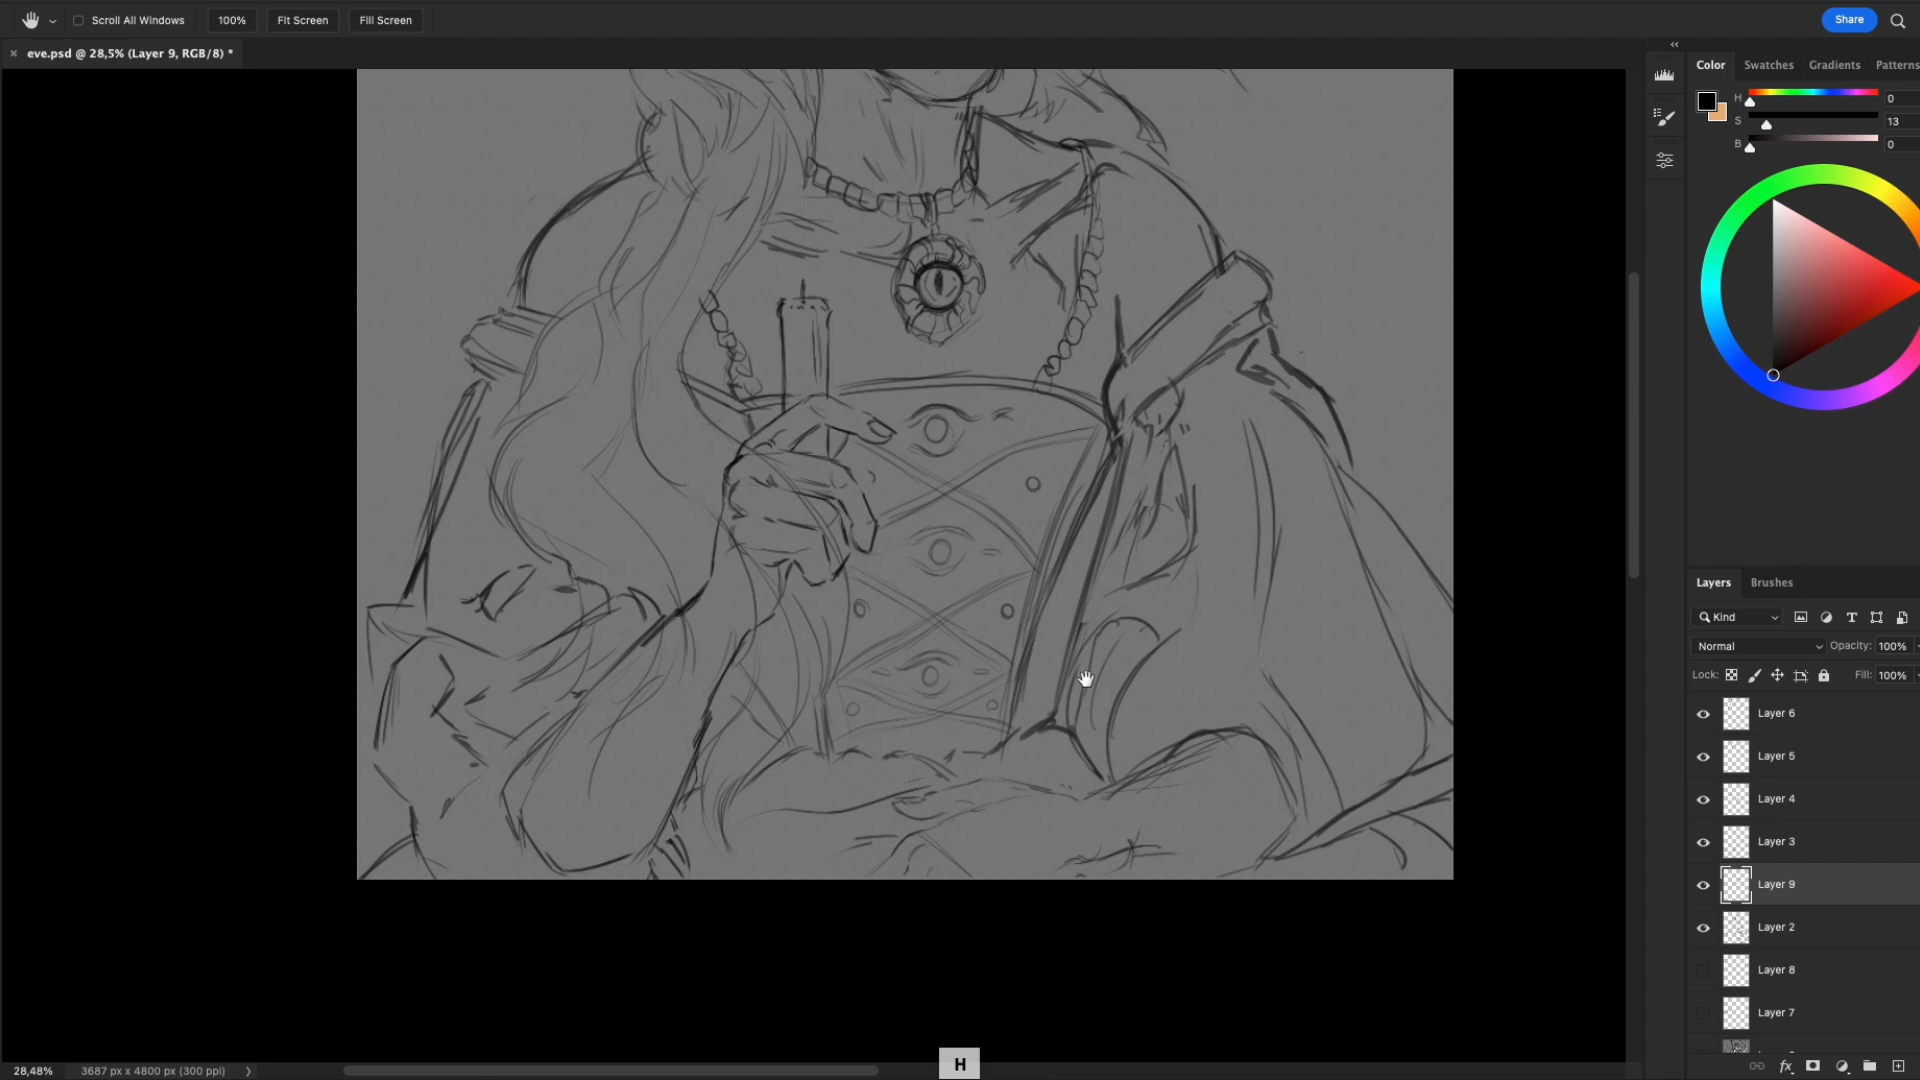 Scroll All Windows
100%
Fit Screen
Fill Screen
Share
× eve.psd @ 28,5% (Layer 9, RGB/8) *
Color Swatches Gradients Patterns
H 0
S 13
B 0
Layers Brushes
Kind
Normal Opacity: 100%
Lock: Fill: 100%
Layer 6
Layer 5
Layer 4
Layer 3
Layer 9
Layer 2
Layer 8
Layer 7
fx
28,48% 3687 px x 4800 px (300 ppi)
H